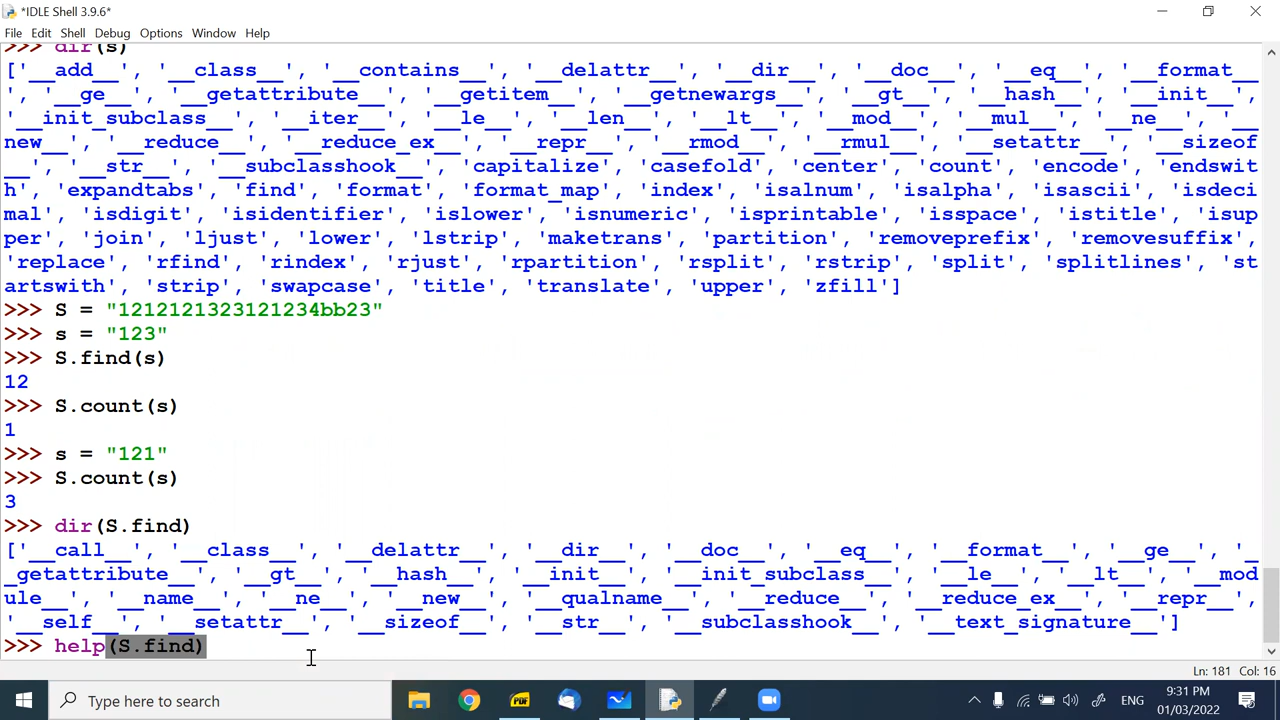 *IDLE Shell 3.9.6*
File Edit Shell Debug Options Window Help
>>> dir(s)
['__add__', '__class__', '__contains__', '__delattr__', '__dir__', '__doc__', '__eq__', '__format__
', '__ge__', '__getattribute__', '__getitem__', '__getnewargs__', '__gt__', '__hash__', '__init__',
'__init_subclass__', '__iter__', '__le__', '__len__', '__lt__', '__mod__', '__mul__', '__ne__', '__
new__', '__reduce__', '__reduce_ex__', '__repr__', '__rmod__', '__rmul__', '__setattr__', '__sizeof
__', '__str__', '__subclasshook__', 'capitalize', 'casefold', 'center', 'count', 'encode', 'endswit
h', 'expandtabs', 'find', 'format', 'format_map', 'index', 'isalnum', 'isalpha', 'isascii', 'isdeci
mal', 'isdigit', 'isidentifier', 'islower', 'isnumeric', 'isprintable', 'isspace', 'istitle', 'isup
per', 'join', 'ljust', 'lower', 'lstrip', 'maketrans', 'partition', 'removeprefix', 'removesuffix',
'replace', 'rfind', 'rindex', 'rjust', 'rpartition', 'rsplit', 'rstrip', 'split', 'splitlines', 'st
artswith', 'strip', 'swapcase', 'title', 'translate', 'upper', 'zfill']
>>> S = "1212121323121234bb23"
>>> s = "123"
>>> S.find(s)
12
>>> S.count(s)
1
>>> s = "121"
>>> S.count(s)
3
>>> dir(S.find)
['__call__', '__class__', '__delattr__', '__dir__', '__doc__', '__eq__', '__format__', '__ge__', '_
_getattribute__', '__gt__', '__hash__', '__init__', '__init_subclass__', '__le__', '__lt__', '__mod
ule__', '__name__', '__ne__', '__new__', '__qualname__', '__reduce__', '__reduce_ex__', '__repr__',
'__self__', '__setattr__', '__sizeof__', '__str__', '__subclasshook__', '__text_signature__']
>>> help(S.find)
Ln: 181 Col: 16
Type here to search
PDF
ENG
9:31 PM
01/03/2022